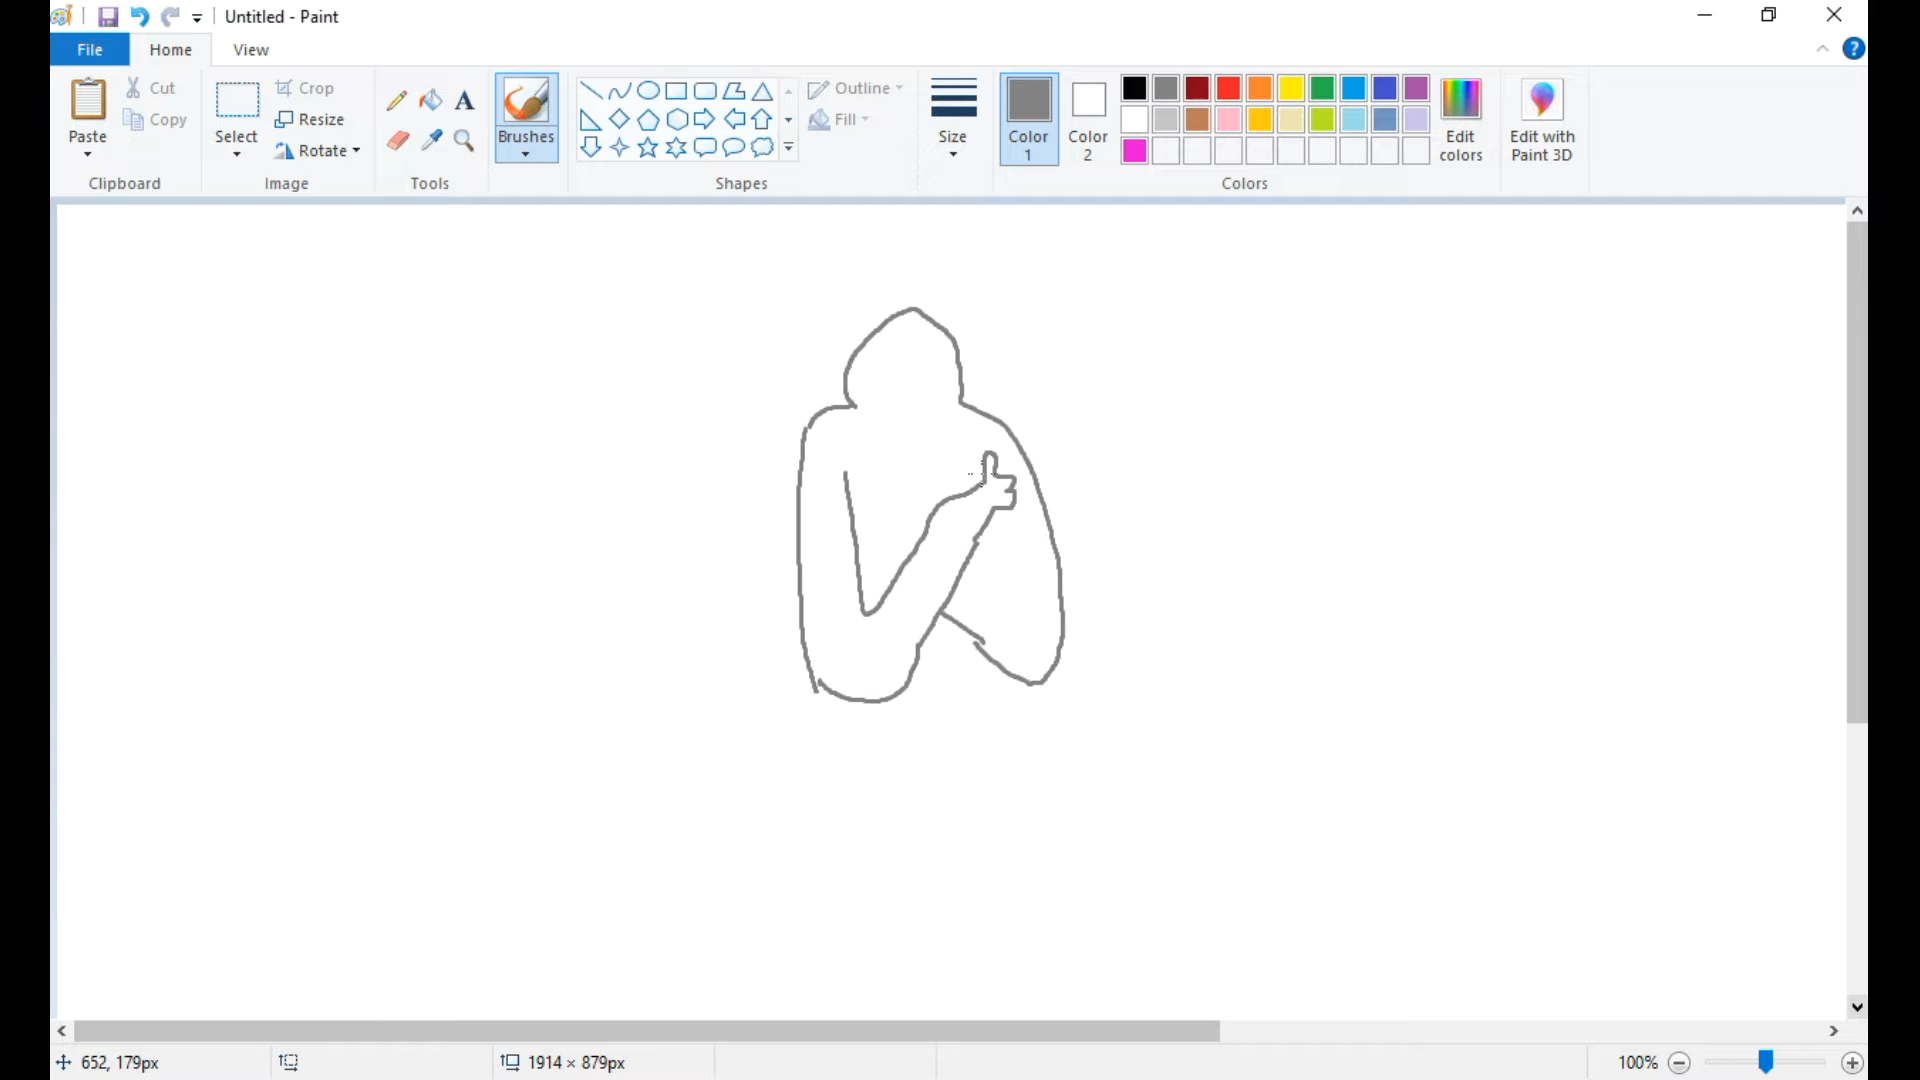 Untitled - Paint
File
Home
View
?
Paste
Cut
Copy
Clipboard
Select
Crop
Resize
Rotate
Image
A
Tools
Brushes
Shapes
Outline
Fill
Size
Color
1
Color
2
Colors
Edit
colors
Edit with
Paint 3D
652, 179px
1914 × 879px
100%